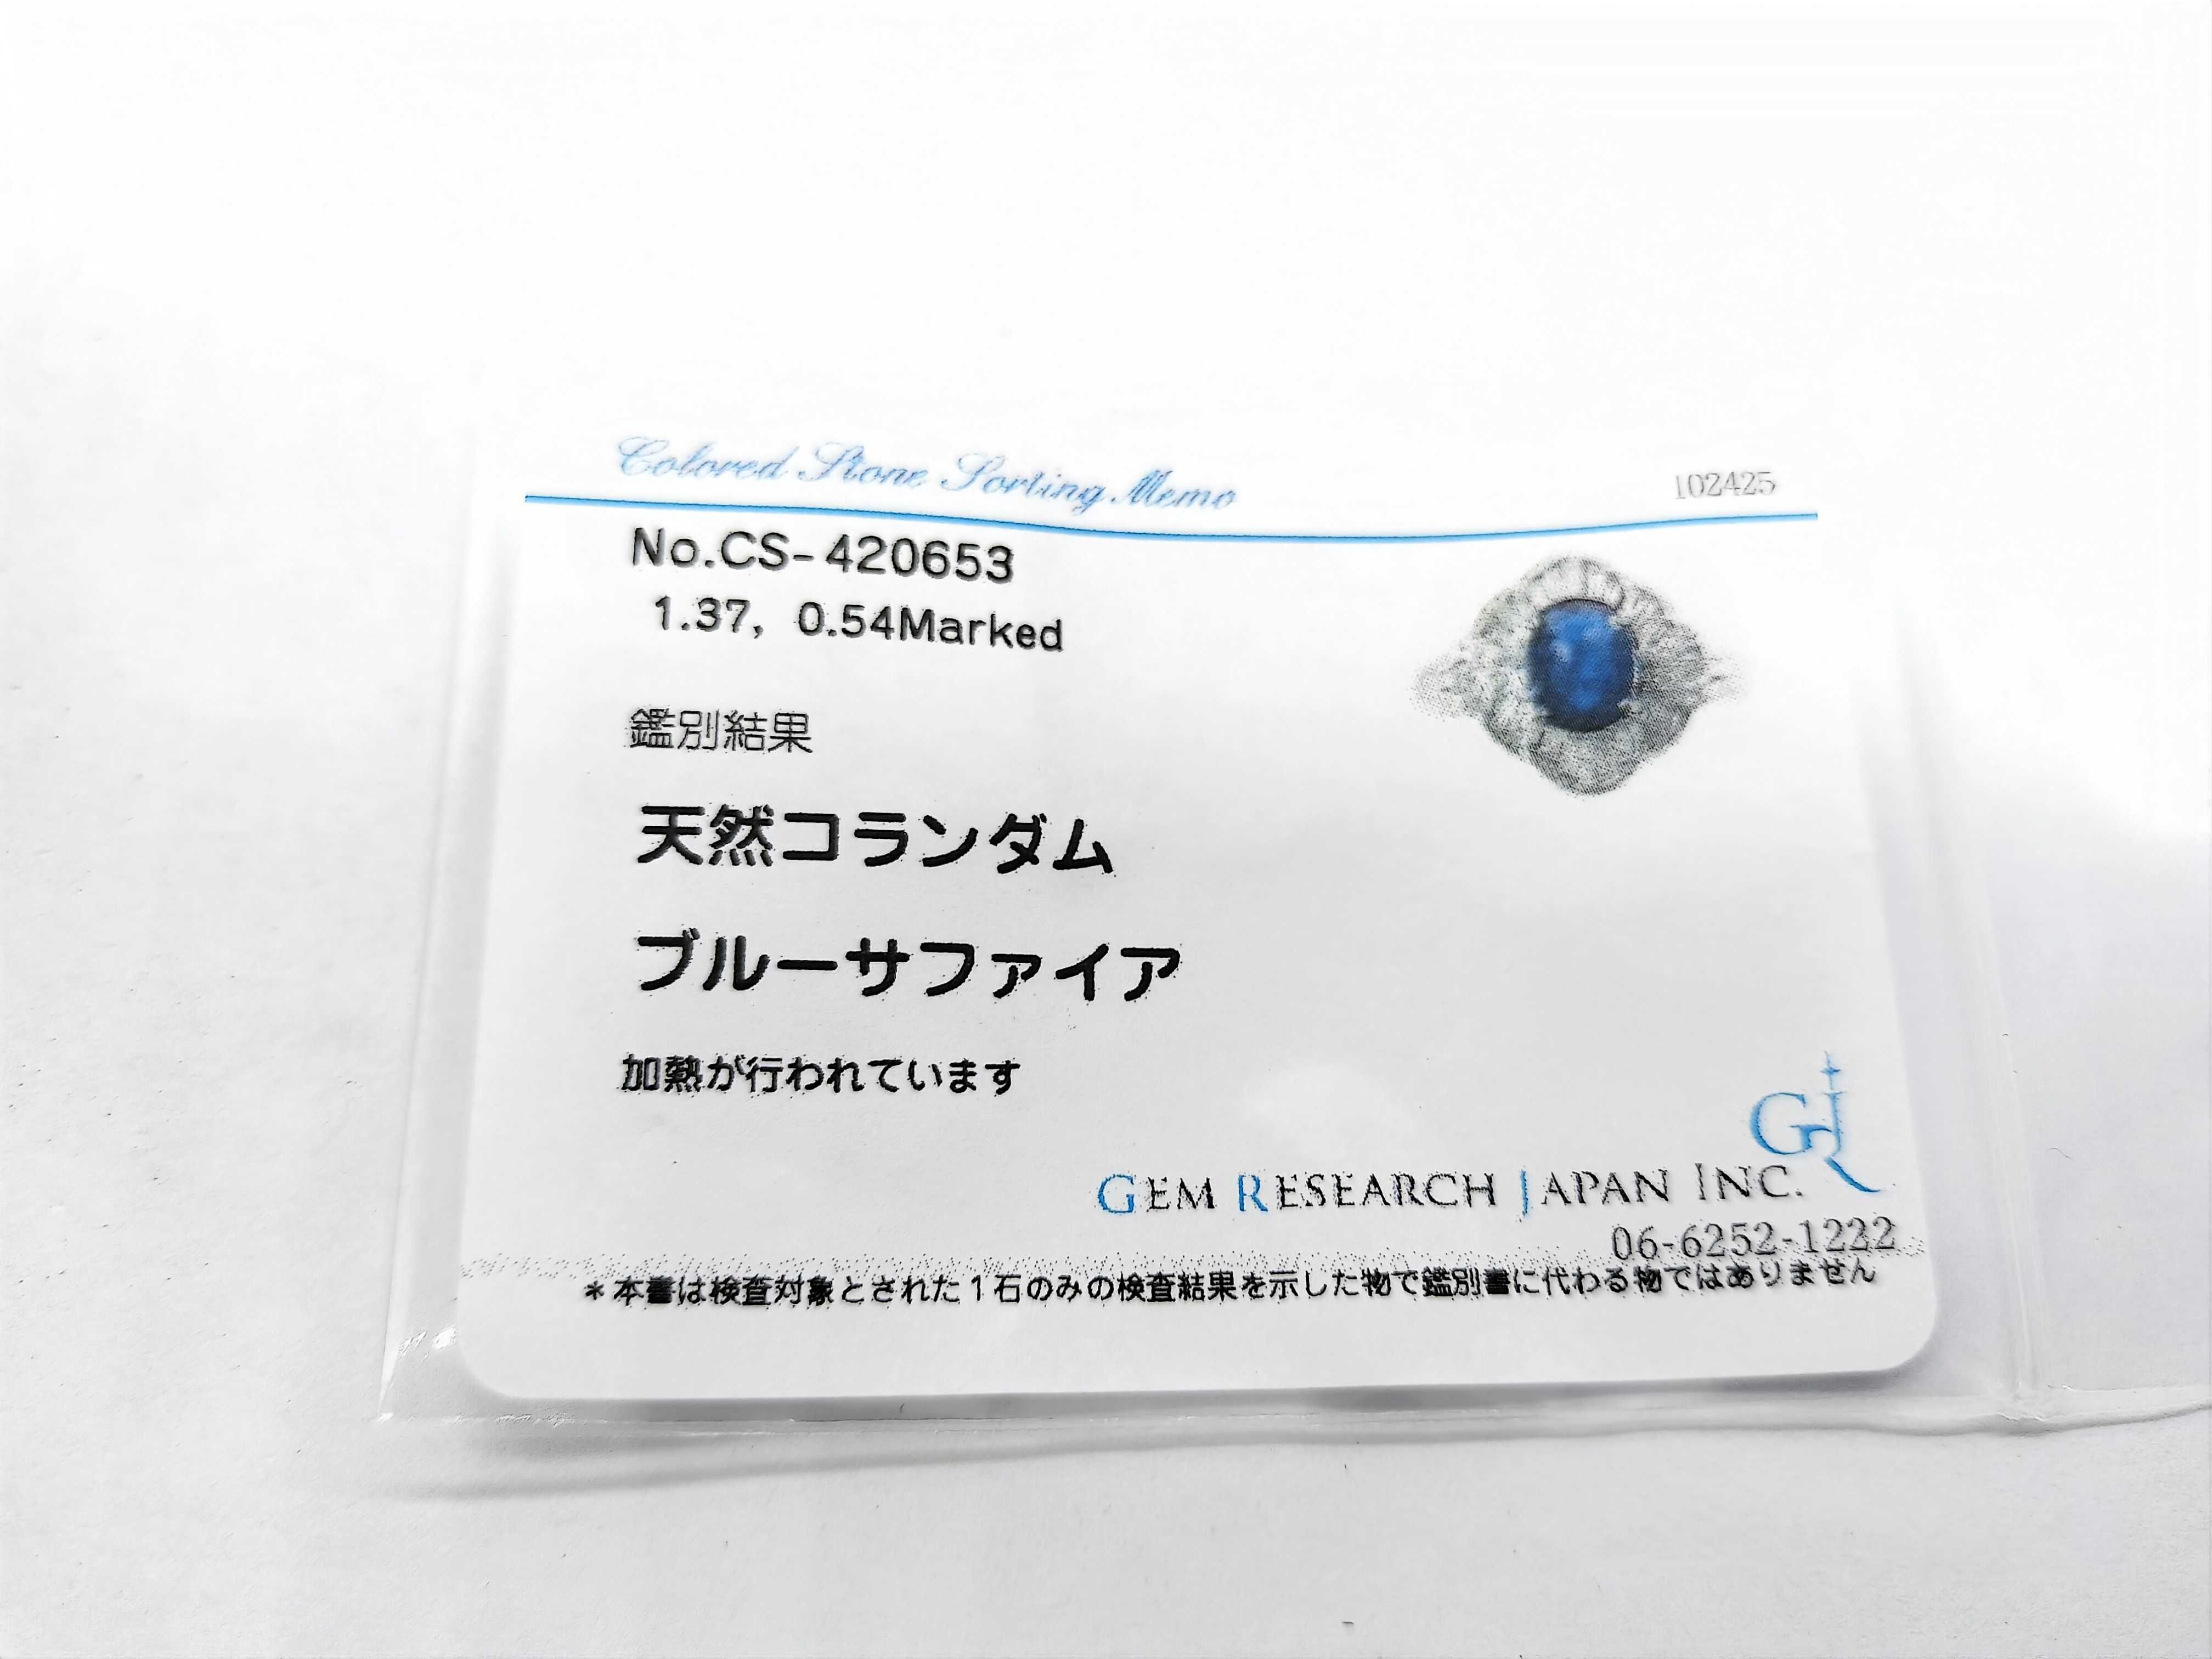 Colored Stone Sorting Memo
102425
No.CS-420653
1.37, 0.54Marked
鑑別結果
天然コランダム
ブルーサファイア
加熱が行われています
GJR
GEM RESEARCH JAPAN INC.
06-6252-1222
*本書は検査対象とされた1石のみの検査結果を示した物で鑑別書に代わる物ではありません